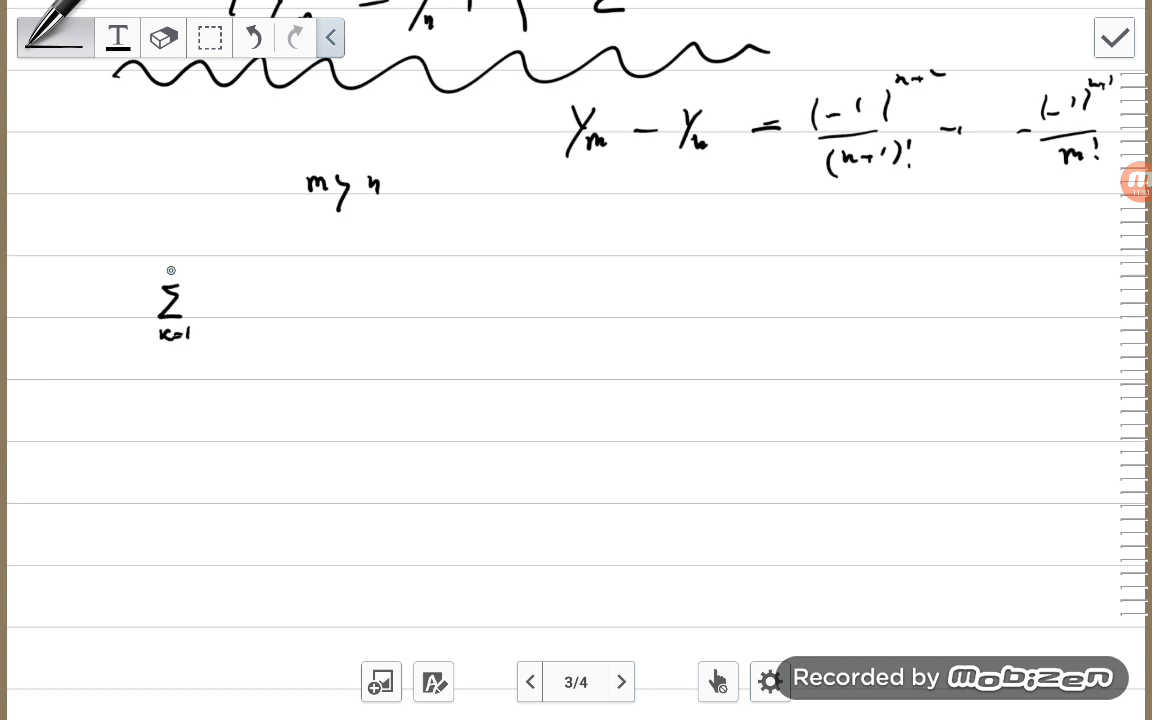 T
Y_m - Y_n = (-1)^{n+2}/(n+1)! - - (-1)^{m+1}/m!
m > n
∑_{k=1}
3/4
Recorded by mobizen